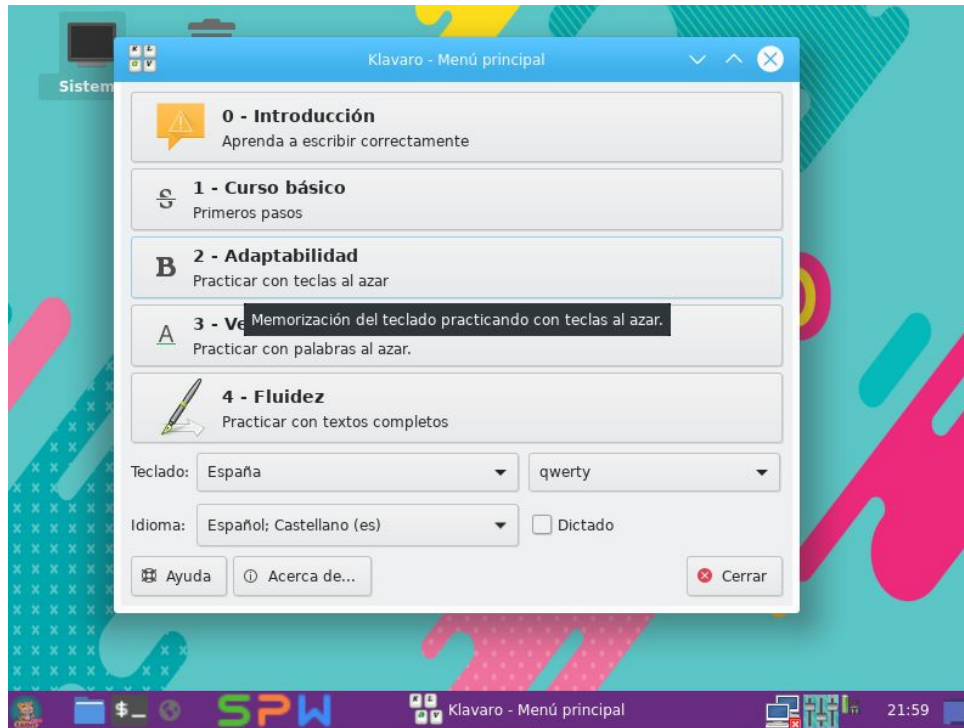 Sistem
Klavaro - Menú principal
0 - Introducción
Aprenda a escribir correctamente
1 - Curso básico
Primeros pasos
2 - Adaptabilidad
Practicar con teclas al azar
Memorización del teclado practicando con teclas al azar.
3 - Ve
Practicar con palabras al azar.
4 - Fluidez
Practicar con textos completos
Teclado: España qwerty
Idioma: Español; Castellano (es) Dictado
Ayuda Acerca de... Cerrar
$_ SPW Klavaro - Menú principal 21:59